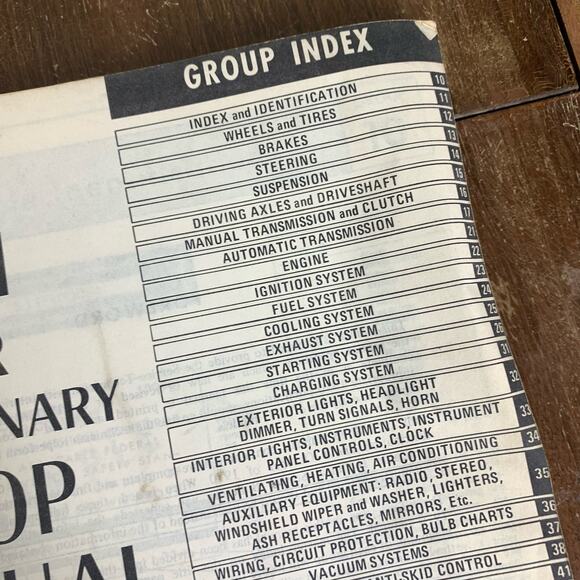 GROUP INDEX
INDEX and IDENTIFICATION 10
WHEELS and TIRES 11
BRAKES 12
STEERING 13
SUSPENSION 14
DRIVING AXLES and DRIVESHAFT 15
MANUAL TRANSMISSION and CLUTCH 16
AUTOMATIC TRANSMISSION 17
ENGINE 21
IGNITION SYSTEM 22
FUEL SYSTEM 23
COOLING SYSTEM 24
EXHAUST SYSTEM 25
STARTING SYSTEM 26
CHARGING SYSTEM 31
EXTERIOR LIGHTS, HEADLIGHT
DIMMER, TURN SIGNALS, HORN 32
INTERIOR LIGHTS, INSTRUMENTS, INSTRUMENT
PANEL CONTROLS, CLOCK 33
VENTILATING, HEATING, AIR CONDITIONING 34
AUXILIARY EQUIPMENT: RADIO, STEREO,
WINDSHIELD WIPER and WASHER, LIGHTERS,
ASH RECEPTACLES, MIRRORS, Etc. 35
WIRING, CIRCUIT PROTECTION, BULB CHARTS 36
VACUUM SYSTEMS 37
CONTROL 38
41
R
NARY
OP
UAL